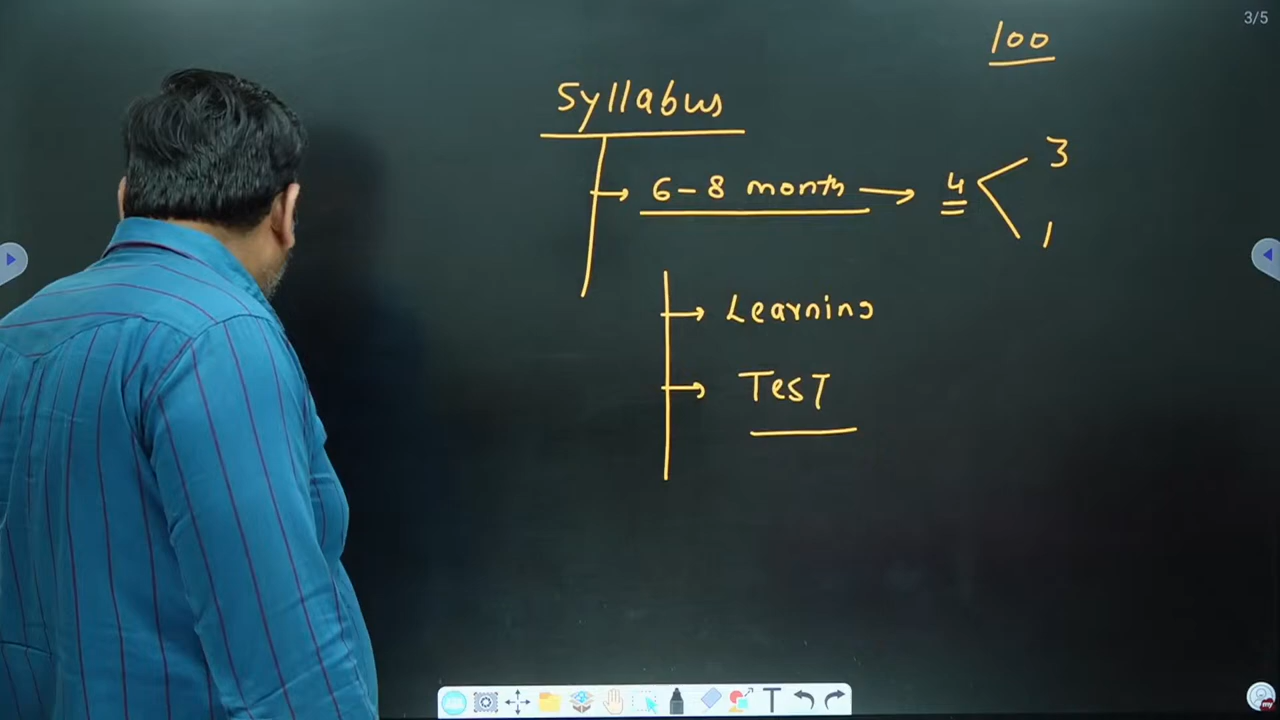 3/5
100
Syllabus
6-8 month → 4 < 3
1
→ Learning
→ TesT